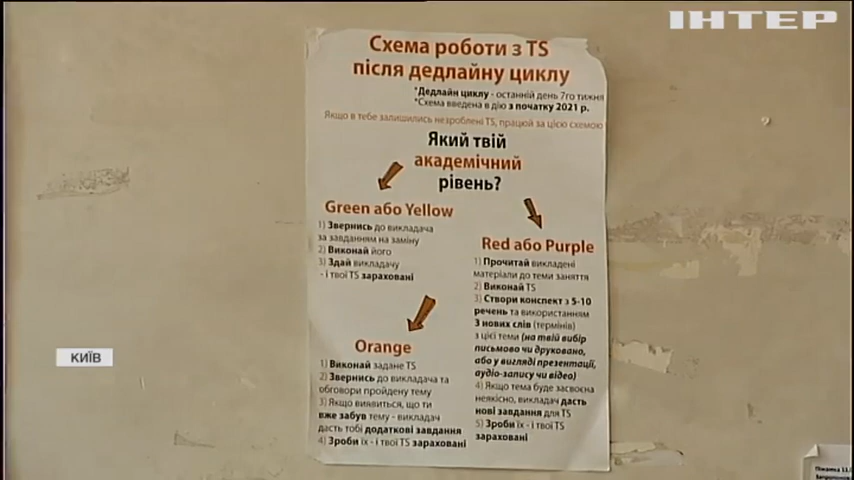 ІНТЕР
Схема роботи з TS
після дедлайну циклу
*Дедлайн циклу - останній день 7го тижня
*Схема введена в дію з початку 2021 р.
Якщо в тебе залишились незроблені TS, працюй за цією схемою
Який твій
академічний
рівень?
Green або Yellow
1) Звернись до викладача
за завданням на заміну
2) Виконай його
3) Здай викладачу
- і твої TS зараховані
Red або Purple
1) Прочитай викладені
матеріали до теми заняття
2) Виконай TS
3) Створи конспект з 5-10
речень та використанням
3 нових слів (термінів)
з цієї теми (на твій вибір
письмово чи друковано,
або у вигляді презентації,
аудіо-запису чи відео)
4) Якщо тема буде засвоєна
неякісно, викладач дасть
нові завдання для TS
5) Зроби їх - і твої TS
зараховані
Orange
1) Виконай задане TS
2) Звернись до викладача та
обговори пройдену тему
3) Якщо виявиться, що ти
вже забув тему - викладач
дасть тобі додаткові завдання
4) Зроби їх - і твої TS зараховані
КИЇВ